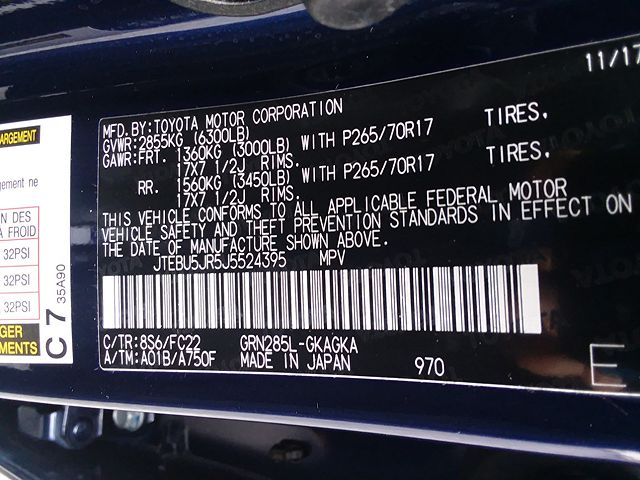 11/17
MFD. BY:TOYOTA MOTOR CORPORATION
GVWR:2855KG (6300LB)
GAWR:FRT. 1360KG (3000LB) WITH P265/70R17 TIRES,
17X7 1/2J RIMS.
RR. 1560KG (3450LB) WITH P265/70R17 TIRES,
17X7 1/2J RIMS.
THIS VEHICLE CONFORMS TO ALL APPLICABLE FEDERAL MOTOR
VEHICLE SAFETY AND THEFT PREVENTION STANDARDS IN EFFECT ON
THE DATE OF MANUFACTURE SHOWN ABOVE.
JTEBU5JR5J5524395 MPV
C/TR:8S6/FC22 GRN285L-GKAGKA
A/TM:A01B/A750F MADE IN JAPAN 970
E
ARGEMENT
gement ne
N DES
A FROID
32PSI
32PSI
32PSI
GER
MENTS
C7
35A90